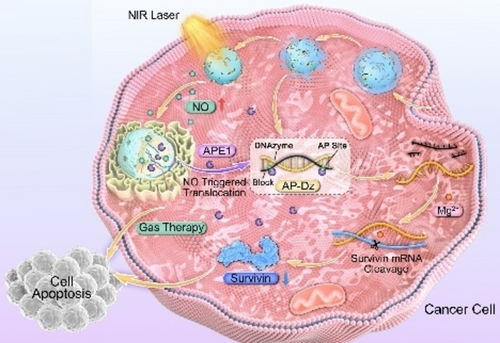 NIR Laser
NO
APE1
NO Triggered
Translocation
DNAzyme
AP Site
Block
AP-Dz
Mg²⁺
Gas Therapy
Survivin mRNA
Cleavage
Survivin
Cell
Apoptosis
Cancer Cell